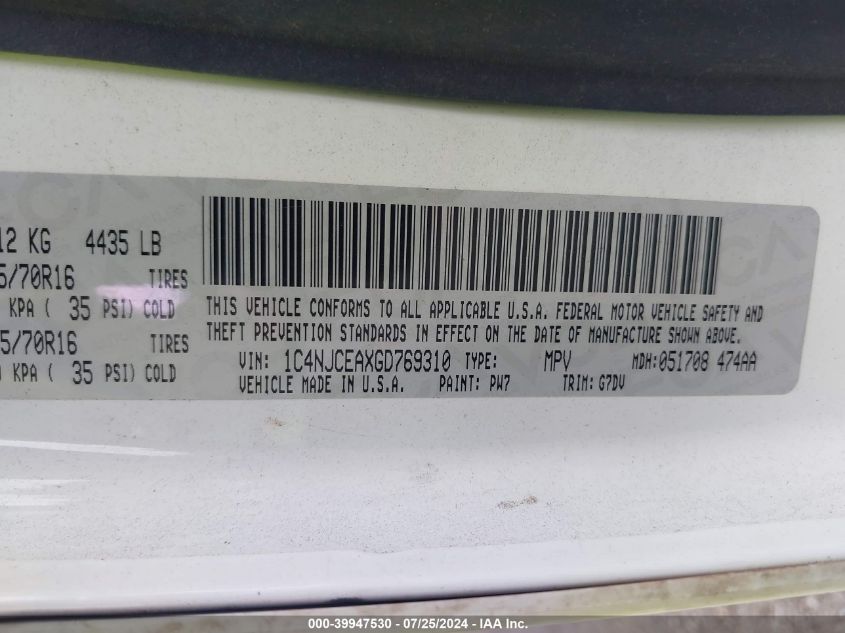 12 KG 4435 LB
5/70R16 TIRES
KPA ( 35 PSI) COLD
5/70R16 TIRES
KPA ( 35 PSI) COLD
THIS VEHICLE CONFORMS TO ALL APPLICABLE U.S.A. FEDERAL MOTOR VEHICLE SAFETY AND
THEFT PREVENTION STANDARDS IN EFFECT ON THE DATE OF MANUFACTURE SHOWN ABOVE.
VIN: 1C4NJCEAXGD769310 TYPE: MPV MDH:051708 474AA
VEHICLE MADE IN U.S.A. PAINT: PW7 TRIM: G7DV
000-39947530 - 07/25/2024 - IAA Inc.